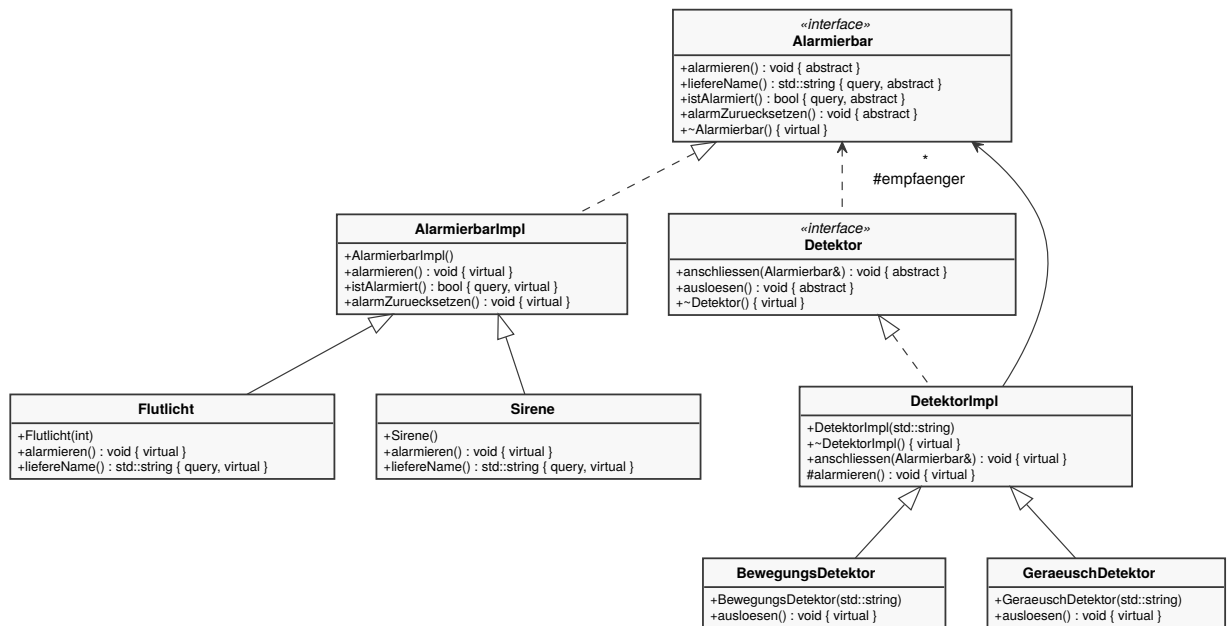 «interface»
Alarmierbar
+alarmieren() : void { abstract }
+liefereName() : std::string { query, abstract }
+istAlarmiert() : bool { query, abstract }
+alarmZuruecksetzen() : void { abstract }
+~Alarmierbar() { virtual }
*
#empfaenger
AlarmierbarImpl
+AlarmierbarImpl()
+alarmieren() : void { virtual }
+istAlarmiert() : bool { query, virtual }
+alarmZuruecksetzen() : void { virtual }
«interface»
Detektor
+anschliessen(Alarmierbar&) : void { abstract }
+ausloesen() : void { abstract }
+~Detektor() { virtual }
Flutlicht
+Flutlicht(int)
+alarmieren() : void { virtual }
+liefereName() : std::string { query, virtual }
Sirene
+Sirene()
+alarmieren() : void { virtual }
+liefereName() : std::string { query, virtual }
DetektorImpl
+DetektorImpl(std::string)
+~DetektorImpl() { virtual }
+anschliessen(Alarmierbar&) : void { virtual }
#alarmieren() : void { virtual }
BewegungsDetektor
+BewegungsDetektor(std::string)
+ausloesen() : void { virtual }
GeraeuschDetektor
+GeraeuschDetektor(std::string)
+ausloesen() : void { virtual }